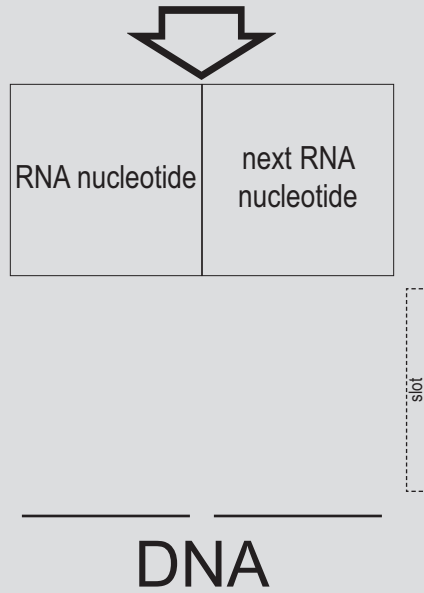 RNA nucleotide
next RNA
nucleotide
slot
DNA